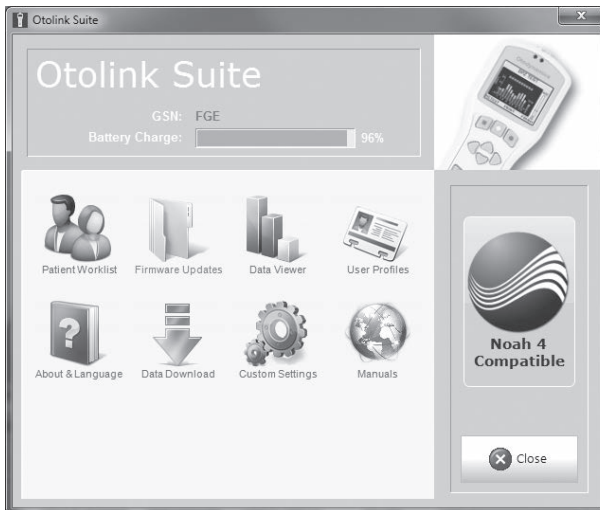 Otolink Suite
Otolink Suite
GSN: FGE
Battery Charge: 96%
Patient Worklist Firmware Updates Data Viewer User Profiles
About & Language Data Download Custom Settings Manuals
Noah 4
Compatible
Close